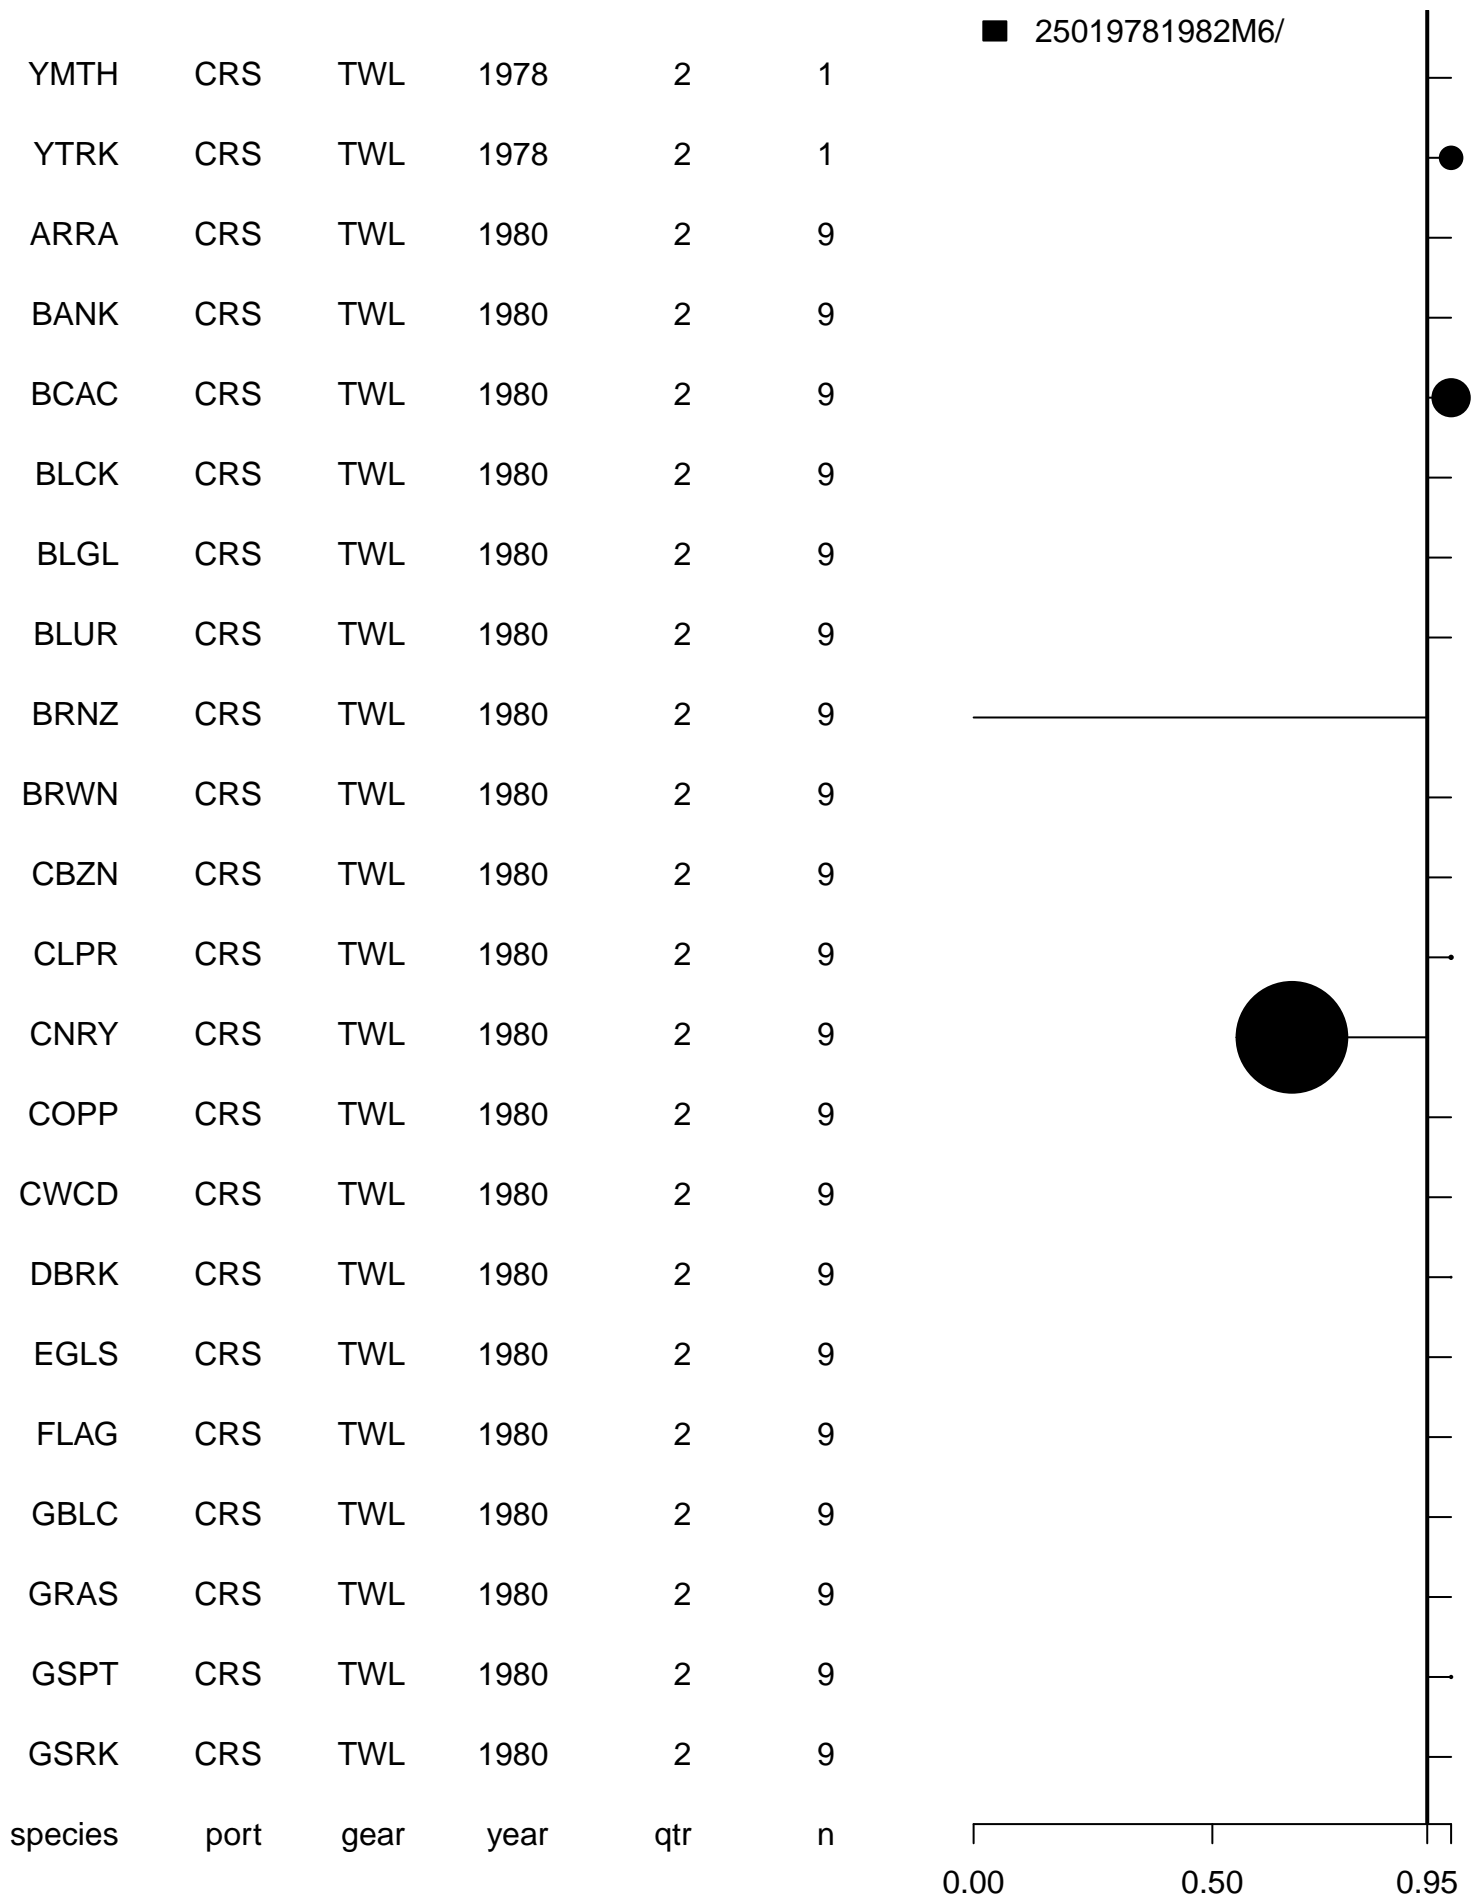 25019781982M6/
YMTH CRS TWL 1978 2 1
YTRK CRS TWL 1978 2 1
ARRA CRS TWL 1980 2 9
BANK CRS TWL 1980 2 9
BCAC CRS TWL 1980 2 9
BLCK CRS TWL 1980 2 9
BLGL CRS TWL 1980 2 9
BLUR CRS TWL 1980 2 9
BRNZ CRS TWL 1980 2 9
BRWN CRS TWL 1980 2 9
CBZN CRS TWL 1980 2 9
CLPR CRS TWL 1980 2 9
CNRY CRS TWL 1980 2 9
COPP CRS TWL 1980 2 9
CWCD CRS TWL 1980 2 9
DBRK CRS TWL 1980 2 9
EGLS CRS TWL 1980 2 9
FLAG CRS TWL 1980 2 9
GBLC CRS TWL 1980 2 9
GRAS CRS TWL 1980 2 9
GSPT CRS TWL 1980 2 9
GSRK CRS TWL 1980 2 9
species port gear year qtr n
0.00 0.50 0.95